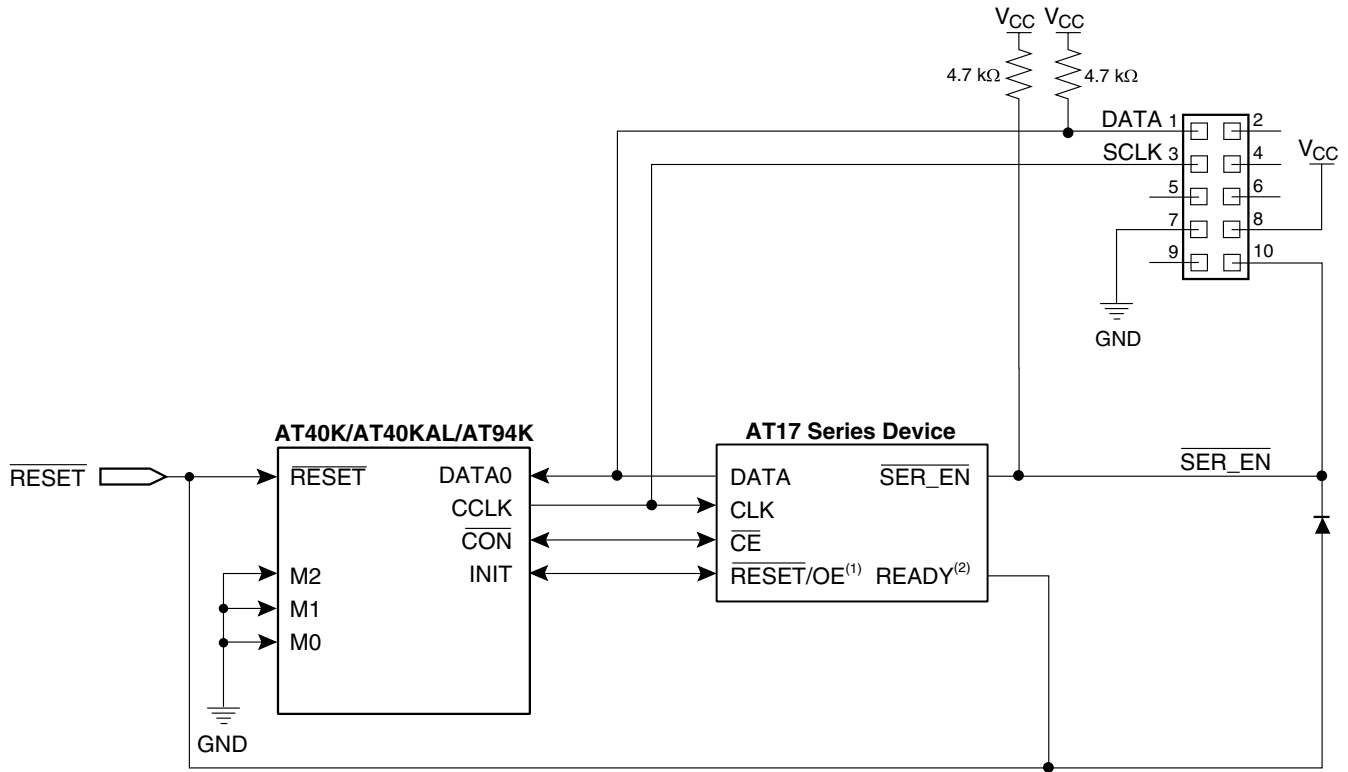 VCC VCC
4.7 kΩ 4.7 kΩ
DATA 1 2
SCLK 3 4
VCC
5 6
7 8
9 10
GND
AT40K/AT40KAL/AT94K
AT17 Series Device
RESET
RESET
DATA0
DATA
SER_EN
SER_EN
CCLK
CLK
CON
CE
M2
INIT
RESET/OE(1)
READY(2)
M1
M0
GND